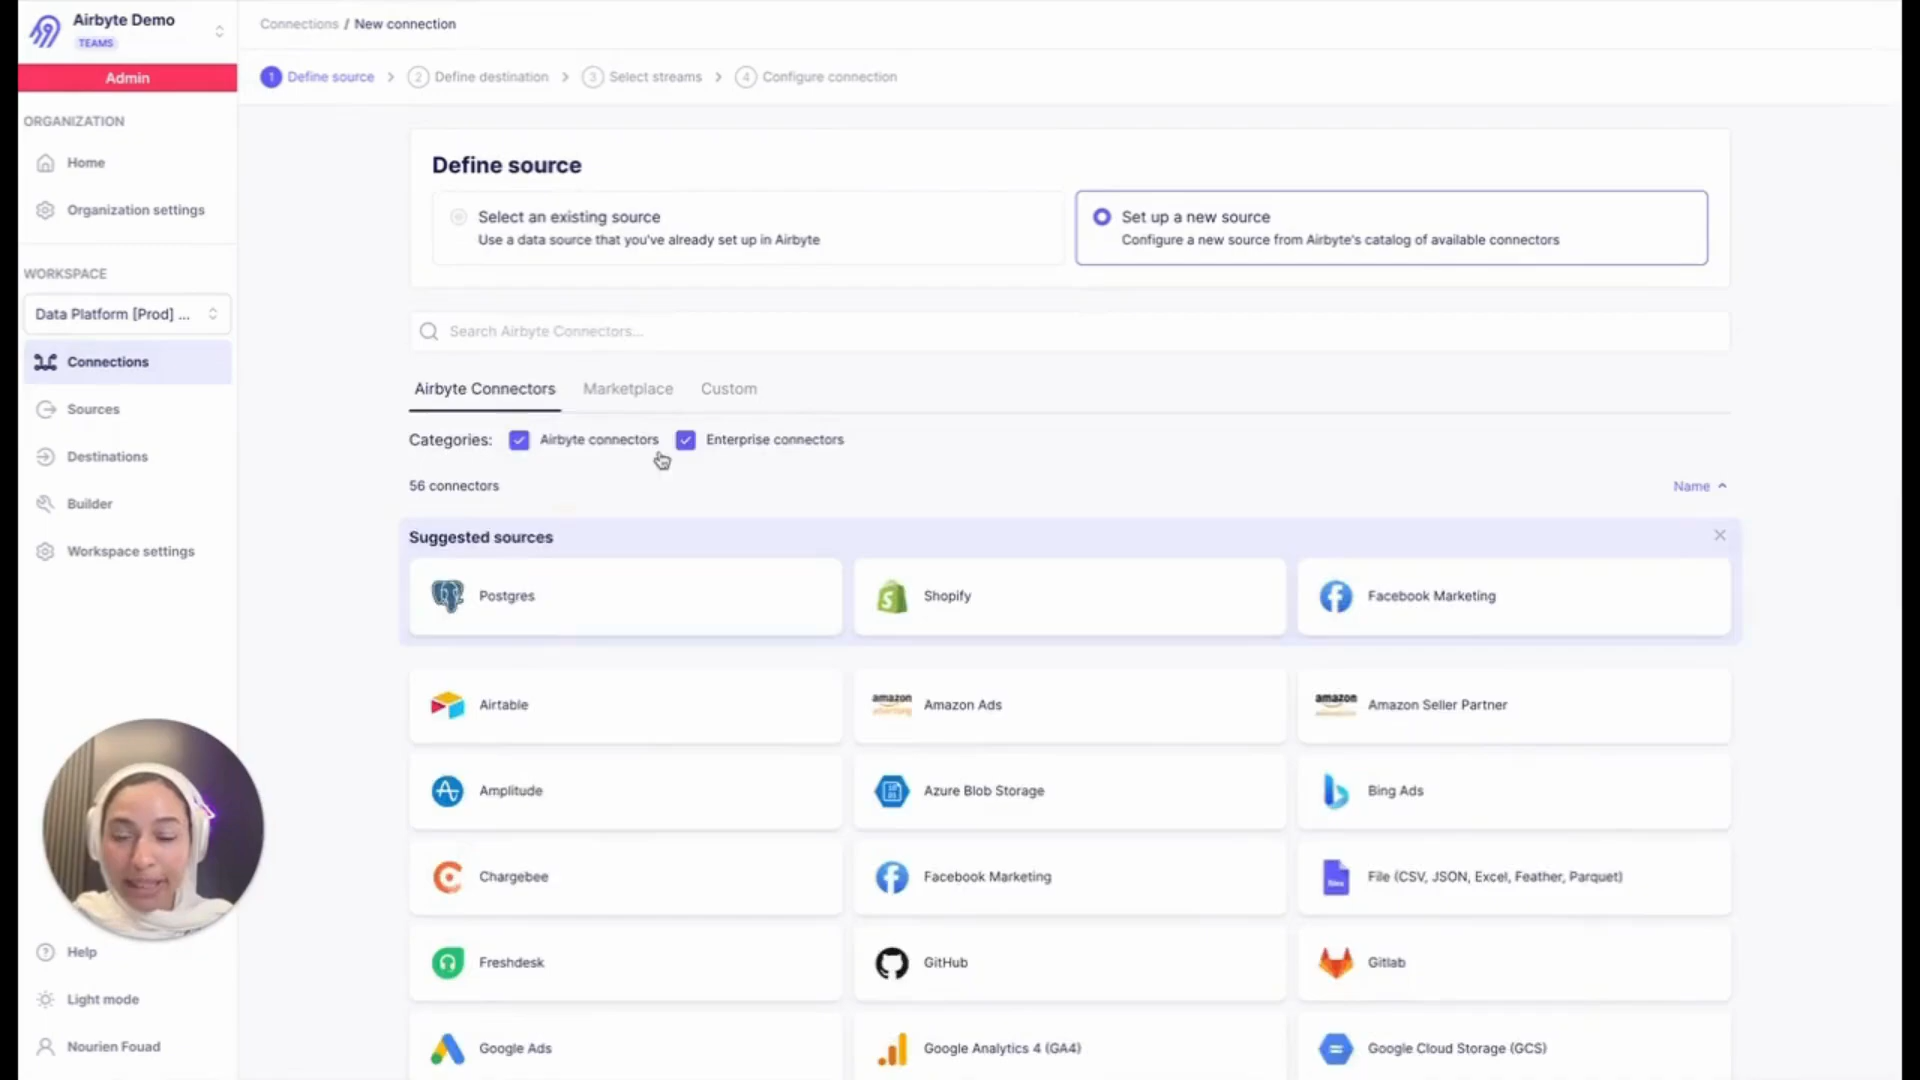 Airbyte Demo
TEAMS
Admin
ORGANIZATION
Home
Organization settings
WORKSPACE
Data Platform [Prod] ...
Connections
Sources
Destinations
Builder
Workspace settings
Help
Light mode
Nourien Fouad
Connections / New connection
1 Define source > 2 Define destination > 3 Select streams > 4 Configure connection
Define source
Select an existing source
Use a data source that you've already set up in Airbyte
Set up a new source
Configure a new source from Airbyte's catalog of available connectors
Search Airbyte Connectors...
Airbyte Connectors Marketplace Custom
Categories: Airbyte connectors Enterprise connectors
56 connectors
Name
Suggested sources
Postgres
Shopify
Facebook Marketing
Airtable
amazon
Amazon Ads
amazon
Amazon Seller Partner
Amplitude
Azure Blob Storage
Bing Ads
Chargebee
Facebook Marketing
File (CSV, JSON, Excel, Feather, Parquet)
Freshdesk
GitHub
Gitlab
Google Ads
Google Analytics 4 (GA4)
Google Cloud Storage (GCS)